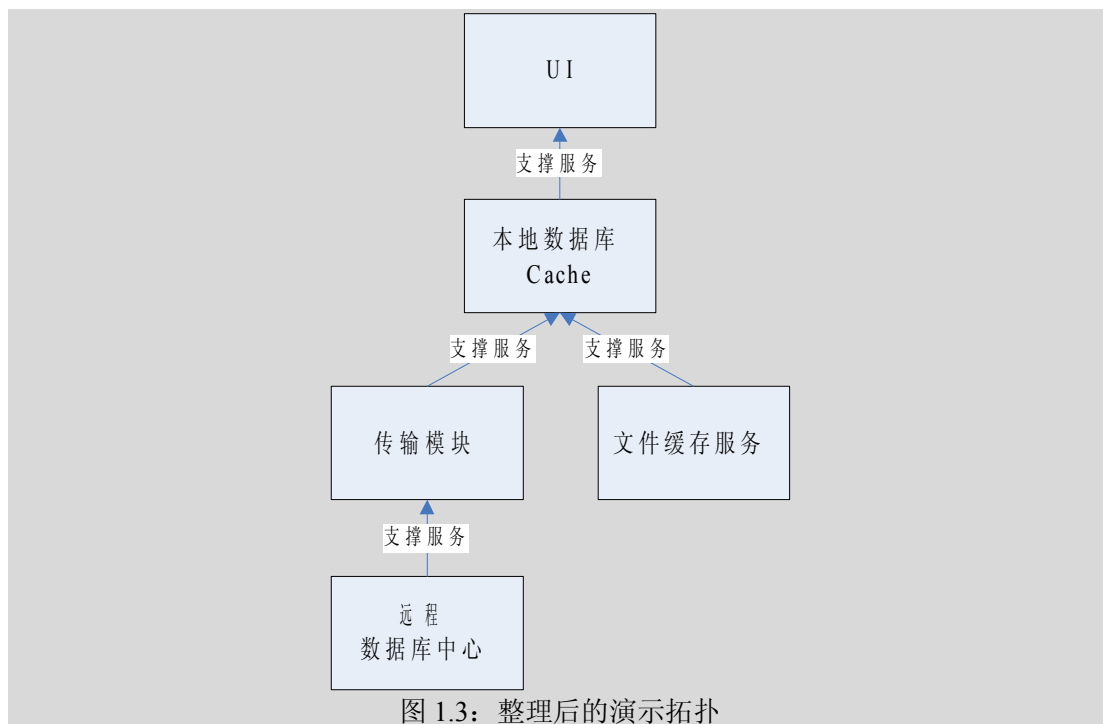 UI
支撑服务
本地数据库
Cache
支撑服务 支撑服务
传输模块 文件缓存服务
支撑服务
远程
数据库中心
图 1.3：整理后的演示拓扑